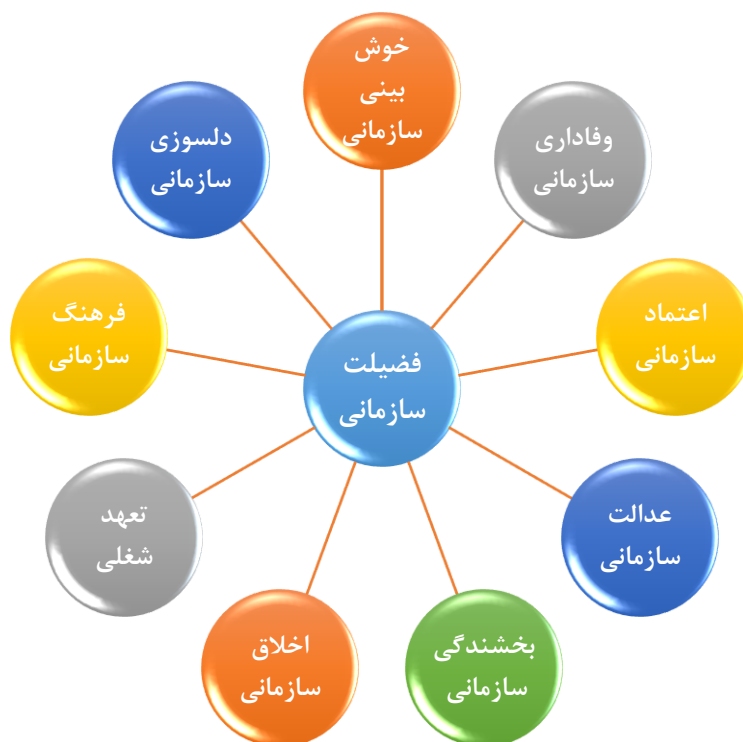 خوش
بینی
سازمانی
وفاداری
سازمانی
اعتماد
سازمانی
عدالت
سازمانی
بخشندگی
سازمانی
اخلاق
سازمانی
تعهد
شغلی
فرهنگ
سازمانی
دلسوزی
سازمانی
فضیلت
سازمانی